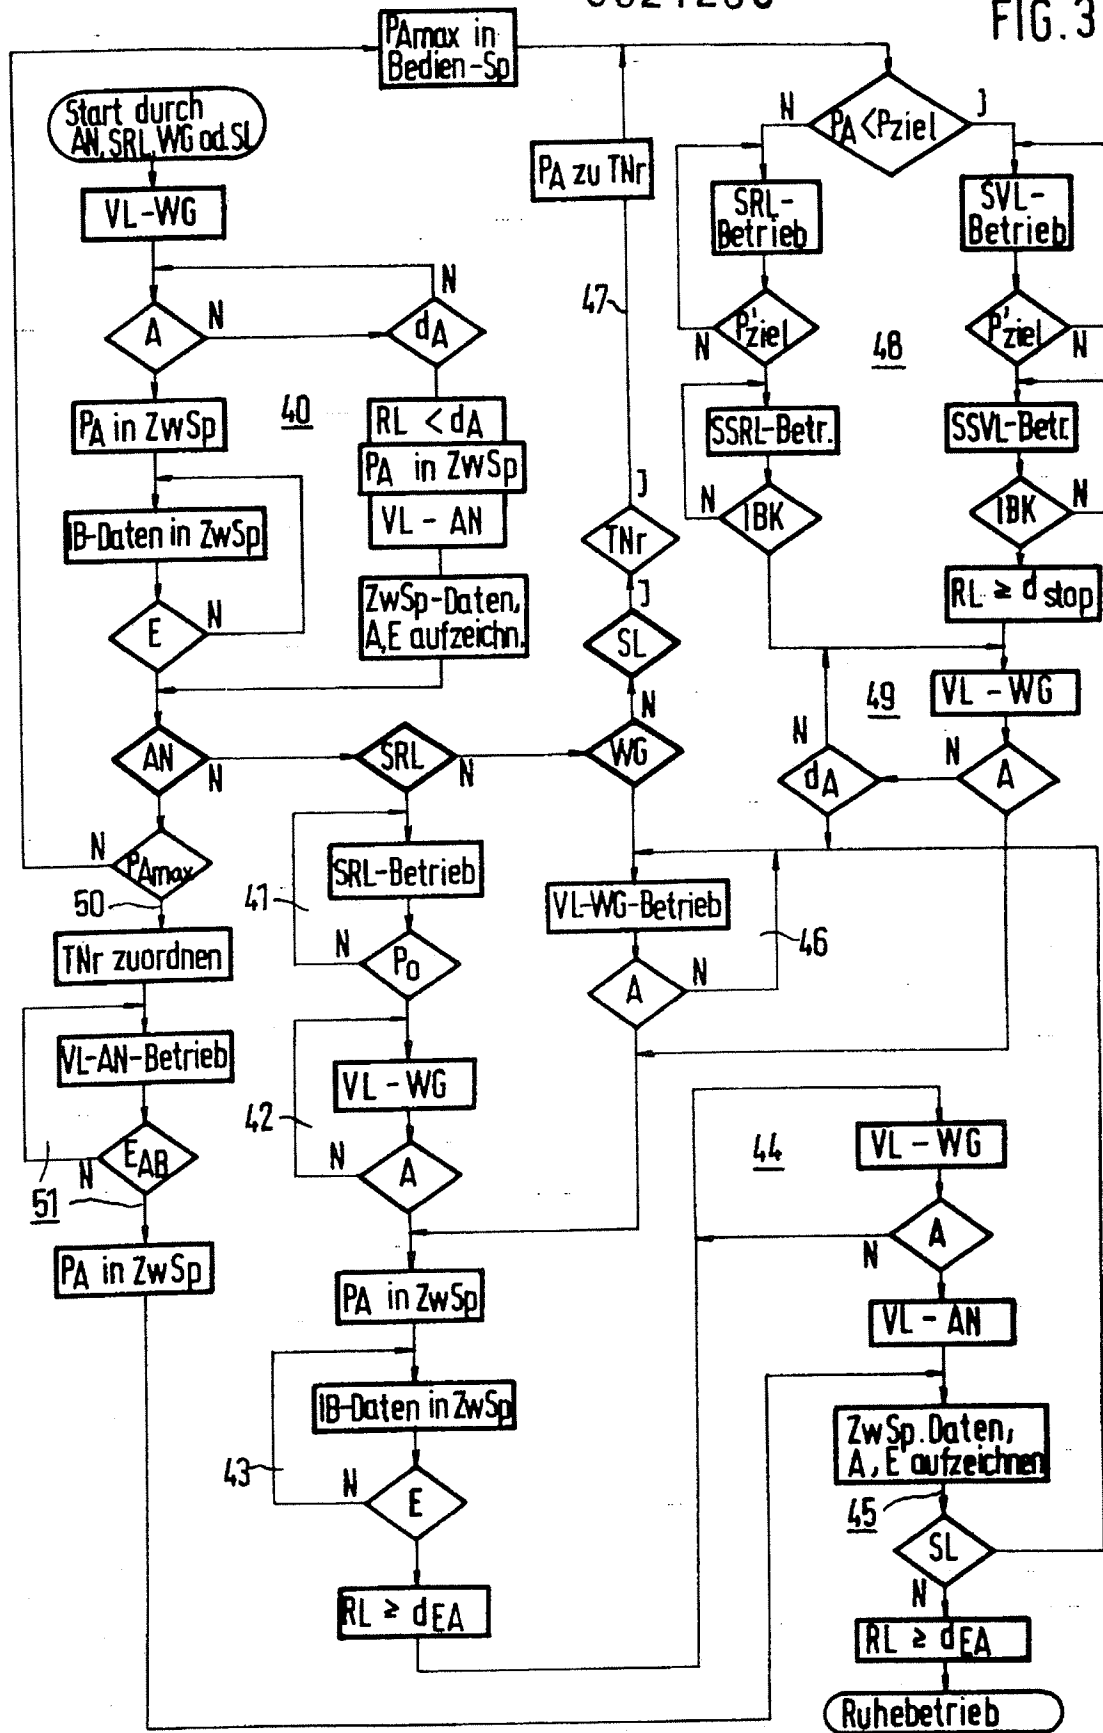 FIG.3
PAmax in
Bedien-Sp
Start durch
AN, SRL, WG od. SL
VL-WG
A
N
dA
N
PA in ZwSp
40
RL < dA
PA in ZwSp
VL - AN
IB-Daten in ZwSp
E
N
ZwSp-Daten,
A,E aufzeichn.
AN
N
SRL
N
WG
N
SL
J
TNr
J
47
PA zu TNr
PA < Pziel
N
J
SRL-
Betrieb
SVL-
Betrieb
P'ziel
N
48
P'ziel
N
SSRL-Betr.
SSVL-Betr.
IBK
N
IBK
N
RL ≥ dstop
49
VL - WG
A
N
dA
N
PAmax
N
50
TNr zuordnen
VL-AN-Betrieb
EAB
N
51
PA in ZwSp
41
SRL-Betrieb
P0
N
42
VL - WG
A
N
VL-WG-Betrieb
46
A
N
PA in ZwSp
IB-Daten in ZwSp
43
E
N
RL ≥ dEA
44
VL - WG
A
N
VL - AN
ZwSp.Daten,
A, E aufzeichnen
45
SL
N
RL ≥ dEA
Ruhebetrieb